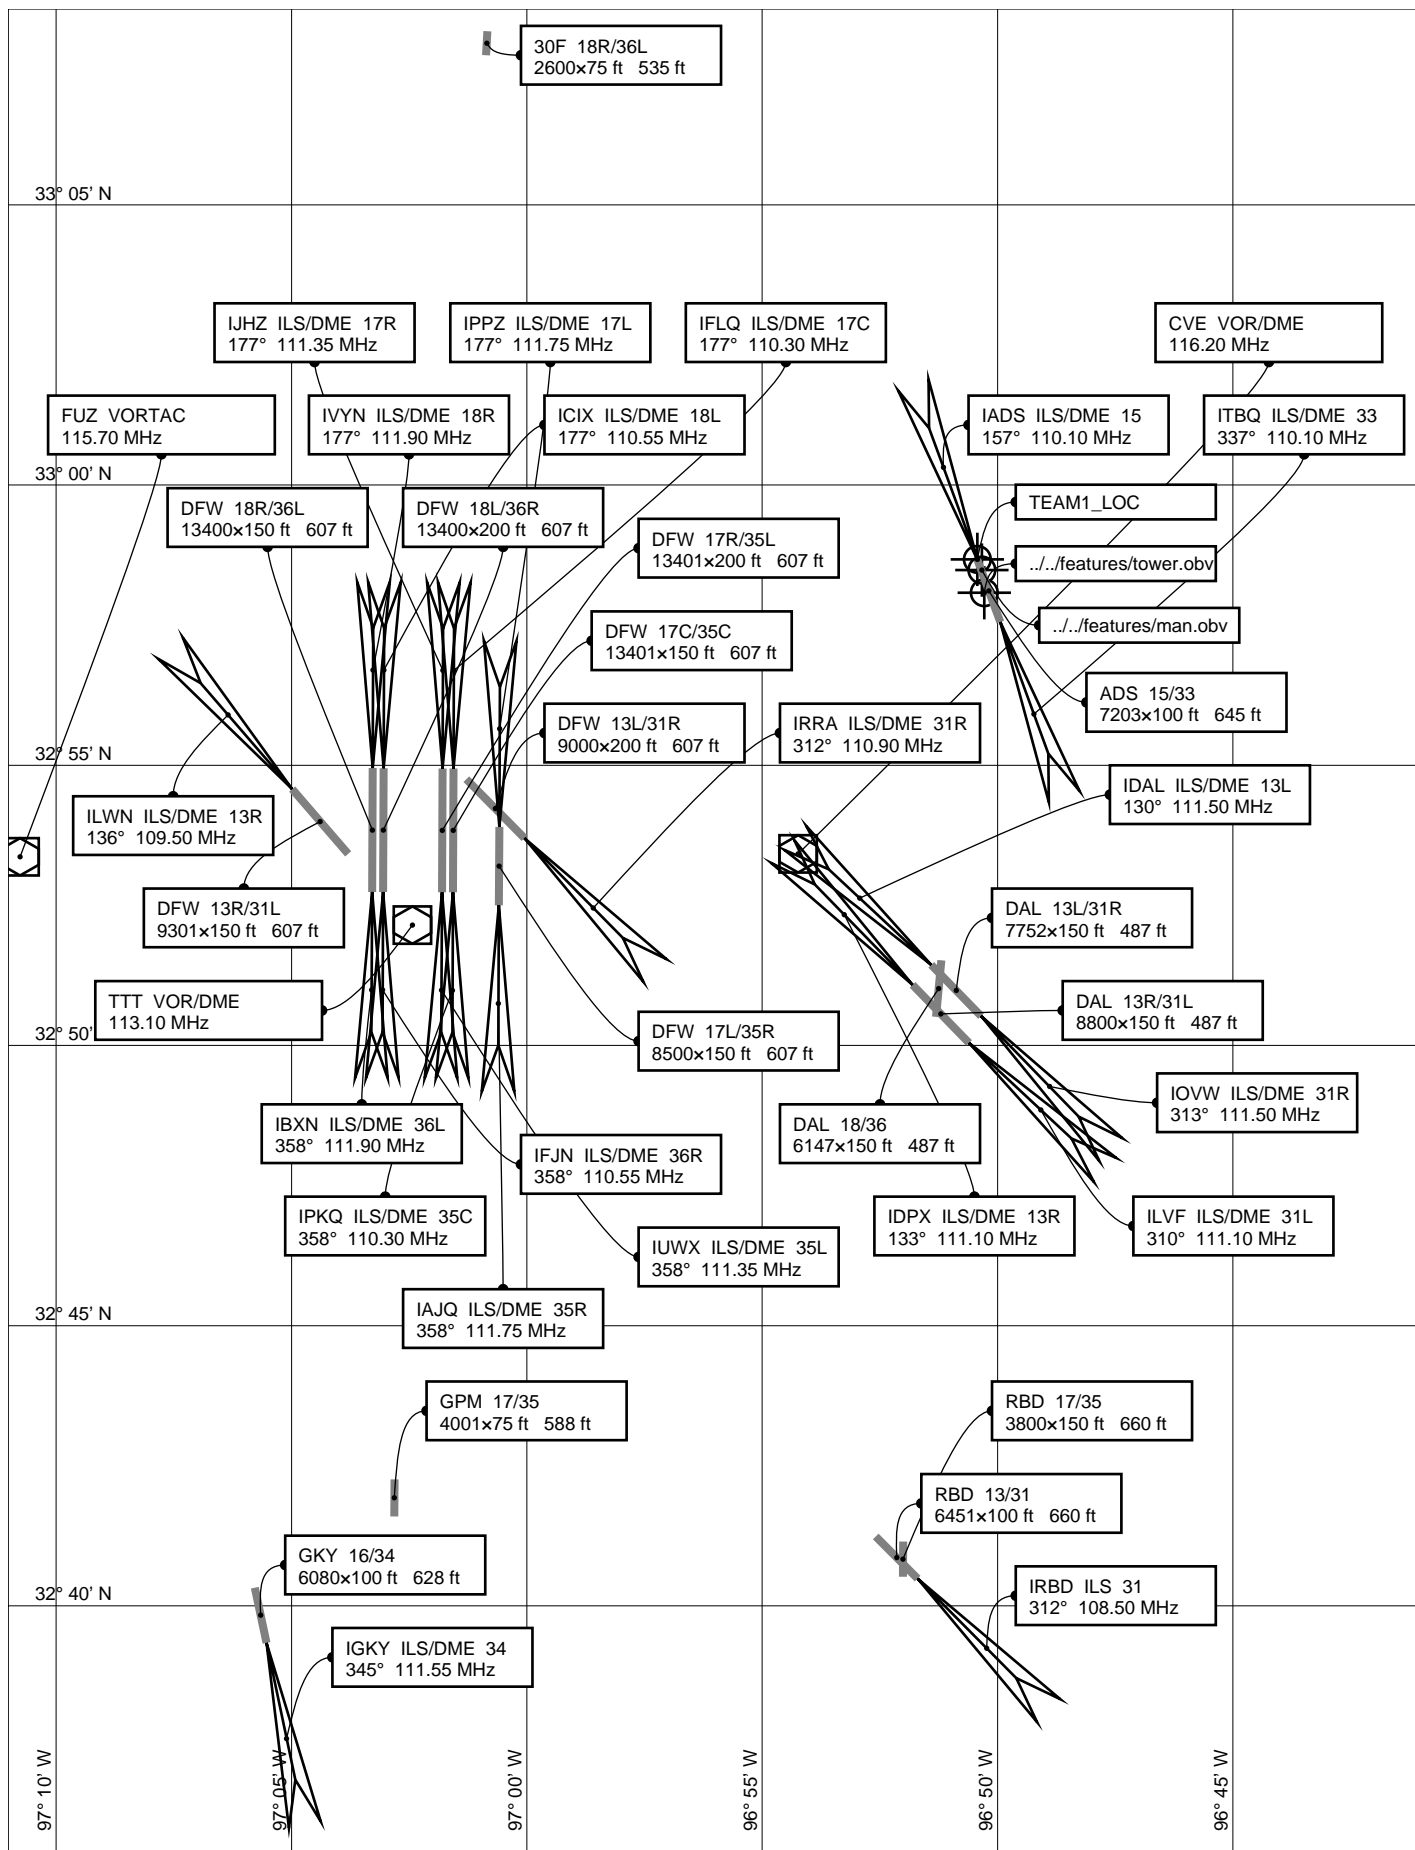 30F 18R/36L
2600×75 ft 535 ft
33° 05' N
IJHZ ILS/DME 17R
177° 111.35 MHz
IPPZ ILS/DME 17L
177° 111.75 MHz
IFLQ ILS/DME 17C
177° 110.30 MHz
CVE VOR/DME
116.20 MHz
FUZ VORTAC
115.70 MHz
IVYN ILS/DME 18R
177° 111.90 MHz
ICIX ILS/DME 18L
177° 110.55 MHz
IADS ILS/DME 15
157° 110.10 MHz
ITBQ ILS/DME 33
337° 110.10 MHz
33° 00' N
DFW 18R/36L
13400×150 ft 607 ft
DFW 18L/36R
13400×200 ft 607 ft
TEAM1_LOC
DFW 17R/35L
13401×200 ft 607 ft
../../features/tower.obv
DFW 17C/35C
13401×150 ft 607 ft
../../features/man.obv
ADS 15/33
7203×100 ft 645 ft
DFW 13L/31R
9000×200 ft 607 ft
IRRA ILS/DME 31R
312° 110.90 MHz
32° 55' N
IDAL ILS/DME 13L
130° 111.50 MHz
ILWN ILS/DME 13R
136° 109.50 MHz
DFW 13R/31L
9301×150 ft 607 ft
DAL 13L/31R
7752×150 ft 487 ft
TTT VOR/DME
113.10 MHz
DAL 13R/31L
8800×150 ft 487 ft
DFW 17L/35R
8500×150 ft 607 ft
32° 50' N
IOVW ILS/DME 31R
313° 111.50 MHz
IBXN ILS/DME 36L
358° 111.90 MHz
DAL 18/36
6147×150 ft 487 ft
IFJN ILS/DME 36R
358° 110.55 MHz
IPKQ ILS/DME 35C
358° 110.30 MHz
IDPX ILS/DME 13R
133° 111.10 MHz
ILVF ILS/DME 31L
310° 111.10 MHz
IUWX ILS/DME 35L
358° 111.35 MHz
IAJQ ILS/DME 35R
358° 111.75 MHz
32° 45' N
GPM 17/35
4001×75 ft 588 ft
RBD 17/35
3800×150 ft 660 ft
RBD 13/31
6451×100 ft 660 ft
GKY 16/34
6080×100 ft 628 ft
32° 40' N
IRBD ILS 31
312° 108.50 MHz
IGKY ILS/DME 34
345° 111.55 MHz
97° 10' W
97° 05' W
97° 00' W
96° 55' W
96° 50' W
96° 45' W